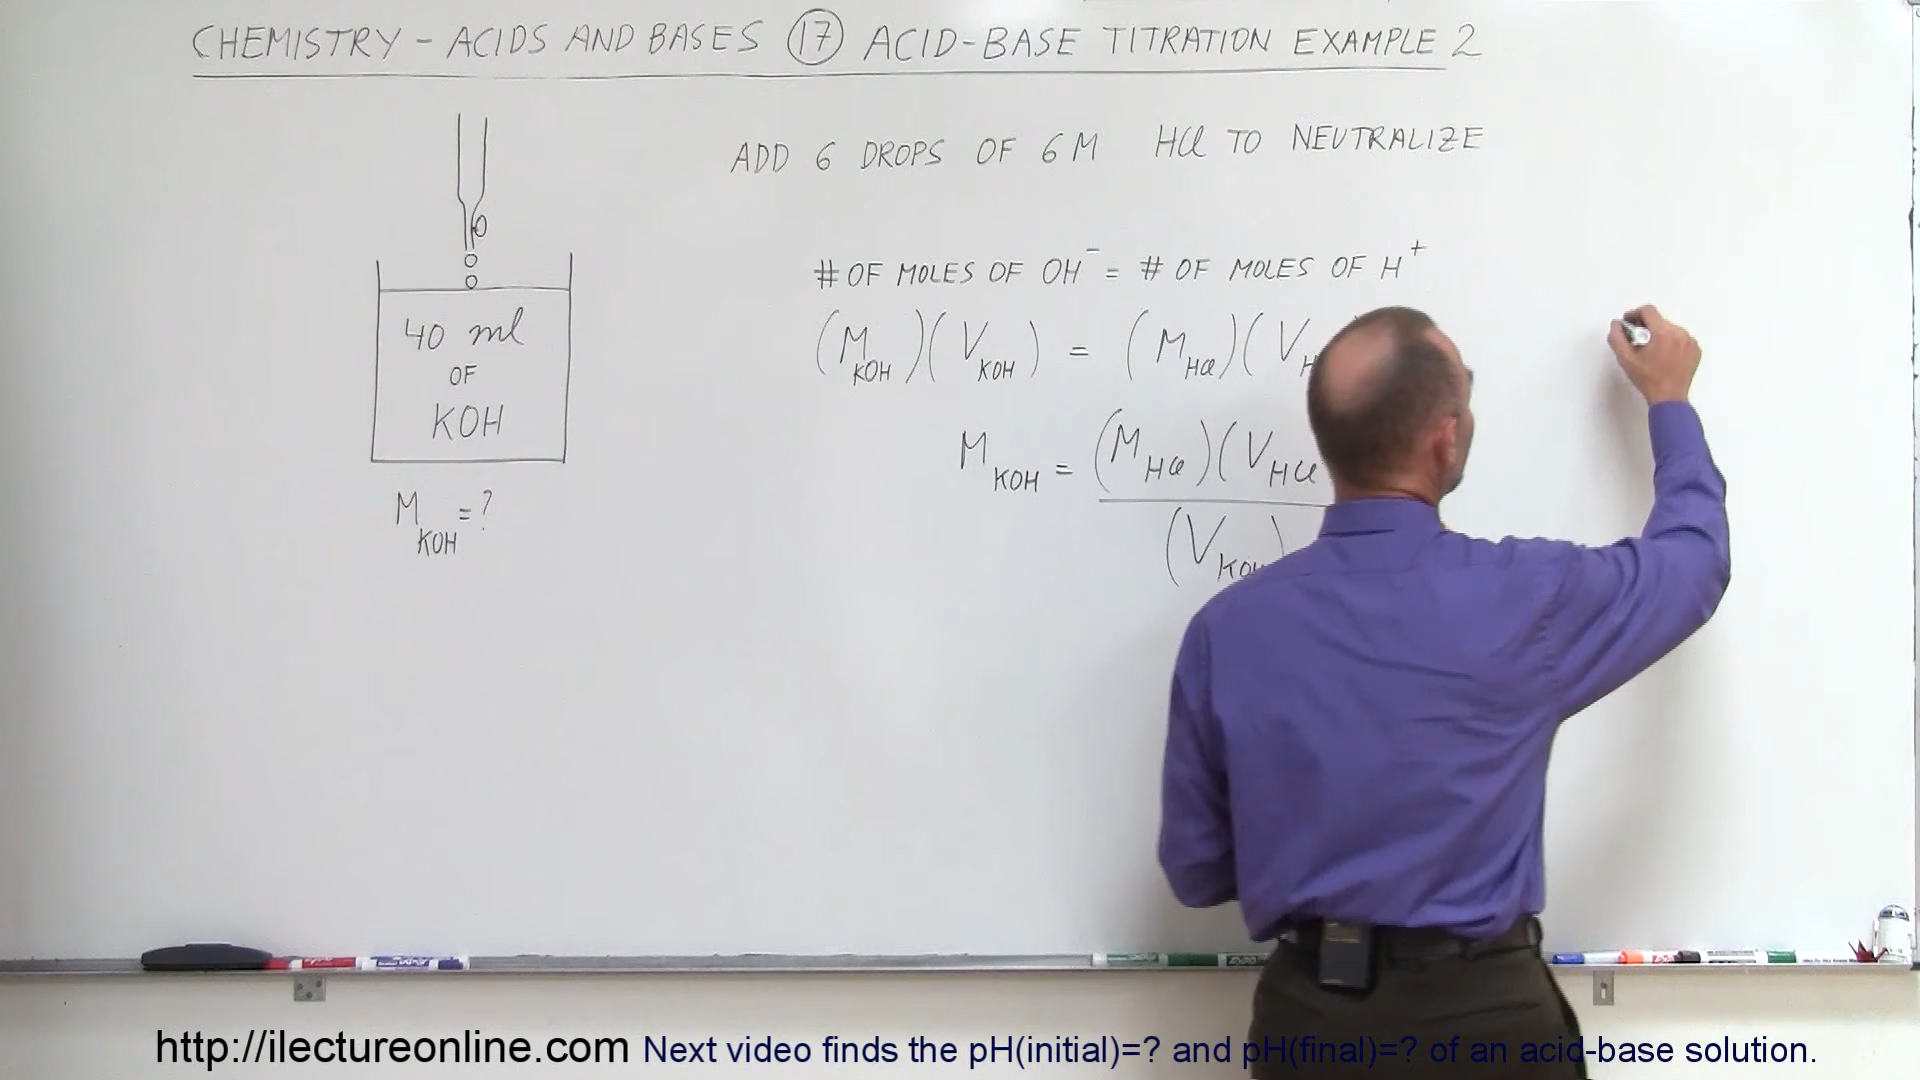 CHEMISTRY - ACIDS AND BASES 17 ACID-BASE TITRATION EXAMPLE 2
ADD 6 DROPS OF 6M HCl TO NEUTRALIZE
# OF MOLES OF OH⁻ = # OF MOLES OF H⁺
(M KOH)(V KOH) = (M HCl)(V H
M KOH = (M HCl)(V HCl
(V KOH)
40 ml
OF
KOH
M KOH = ?
http://ilectureonline.com Next video finds the pH(initial)=? and pH(final)=? of an acid-base solution.